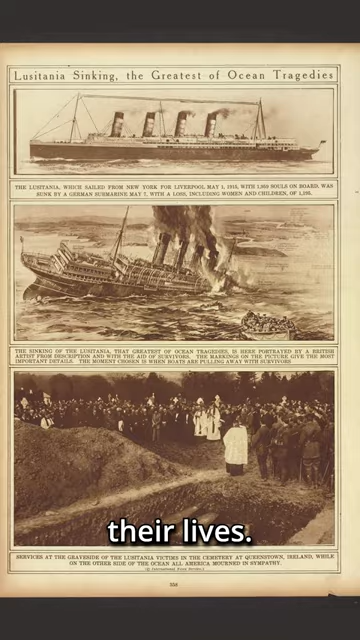 Lusitania Sinking, the Greatest of Ocean Tragedies
THE LUSITANIA, WHICH SAILED FROM NEW YORK FOR LIVERPOOL MAY 1, 1915, WITH 1,959 SOULS ON BOARD, WAS
SUNK BY A GERMAN SUBMARINE MAY 7, WITH A LOSS, INCLUDING WOMEN AND CHILDREN, OF 1,198.
THE SINKING OF THE LUSITANIA, THAT GREATEST OF OCEAN TRAGEDIES, IS HERE PORTRAYED BY A BRITISH
ARTIST FROM DESCRIPTION AND WITH THE AID OF SURVIVORS. THE MARKINGS ON THE PICTURE GIVE THE MOST
IMPORTANT DETAILS. THE MOMENT CHOSEN IS WHEN BOATS ARE PULLING AWAY WITH SURVIVORS
their lives.
SERVICES AT THE GRAVESIDE OF THE LUSITANIA VICTIMS IN THE CEMETERY AT QUEENSTOWN, IRELAND, WHILE
ON THE OTHER SIDE OF THE OCEAN ALL AMERICA MOURNED IN SYMPATHY.
(© International Film Service.)